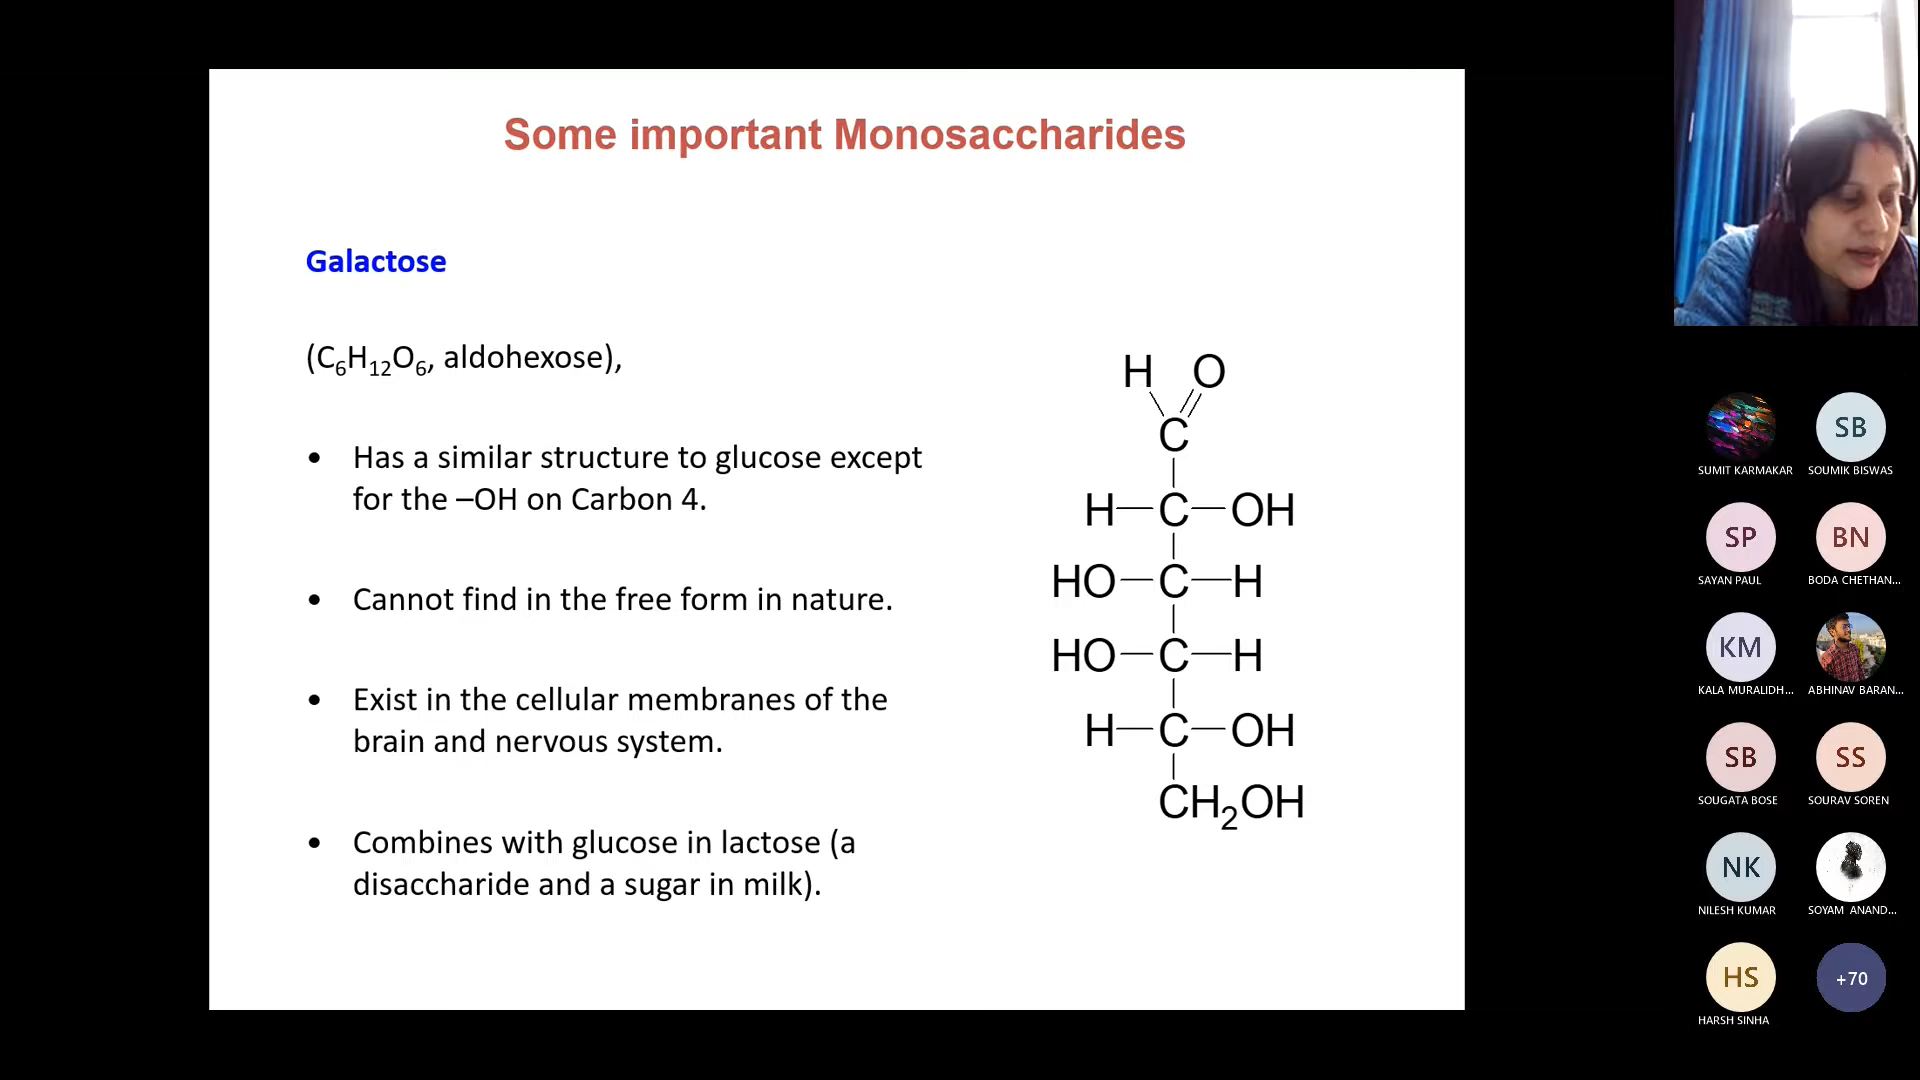 Some important Monosaccharides
Galactose
(C₆H₁₂O₆, aldohexose),
• Has a similar structure to glucose except
for the –OH on Carbon 4.
• Cannot find in the free form in nature.
• Exist in the cellular membranes of the
brain and nervous system.
• Combines with glucose in lactose (a
disaccharide and a sugar in milk).
H O
C
H C OH
HO C H
HO C H
H C OH
CH₂OH
SUMIT KARMAKAR
SB
SOUMIK BISWAS
SP
SAYAN PAUL
BN
BODA CHETHAN...
KM
KALA MURALIDH...
ABHINAV BARAN...
SB
SOUGATA BOSE
SS
SOURAV SOREN
NK
NILESH KUMAR
SOYAM ANAND...
HS
HARSH SINHA
+70